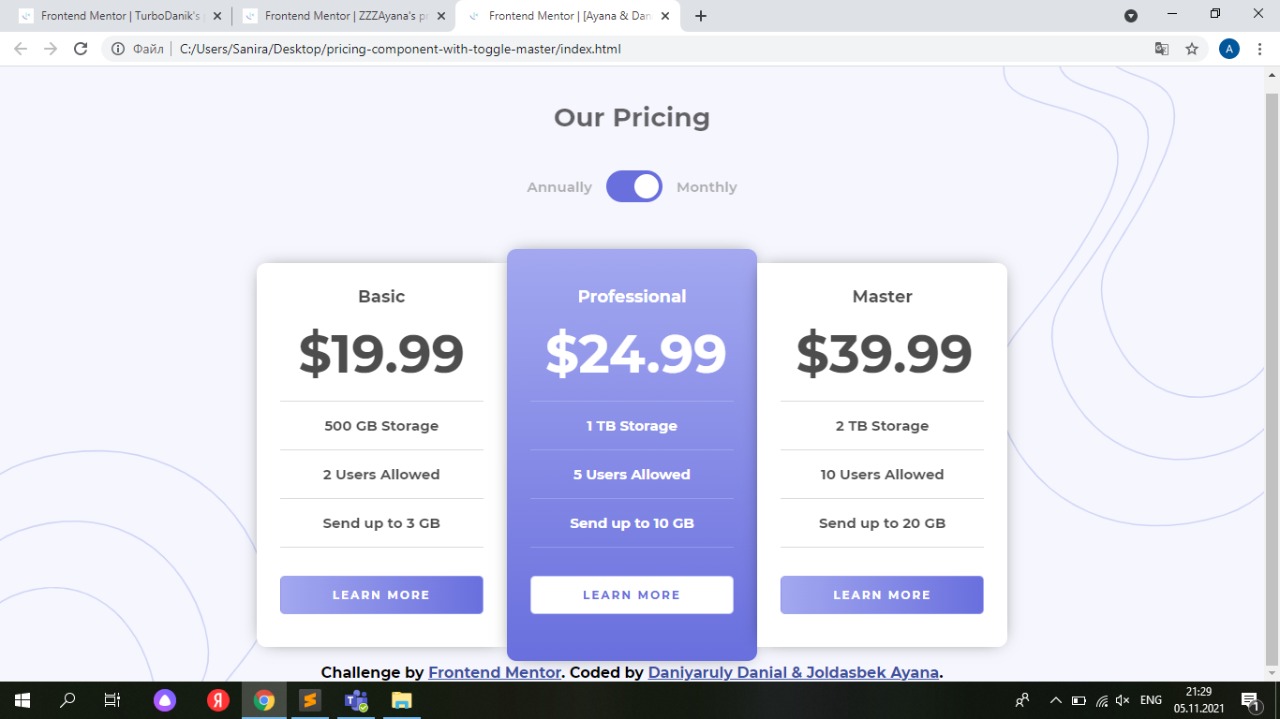 Frontend Mentor | TurboDanik's
Frontend Mentor | ZZZAyana's pr
Frontend Mentor | [Ayana & Dan
Файл
C:/Users/Sanira/Desktop/pricing-component-with-toggle-master/index.html
A
Our Pricing
Annually Monthly
Basic
$19.99
500 GB Storage
2 Users Allowed
Send up to 3 GB
LEARN MORE
Professional
$24.99
1 TB Storage
5 Users Allowed
Send up to 10 GB
LEARN MORE
Master
$39.99
2 TB Storage
10 Users Allowed
Send up to 20 GB
LEARN MORE
Challenge by Frontend Mentor. Coded by Daniyaruly Danial & Joldasbek Ayana.
Я
ENG
21:29
05.11.2021
1